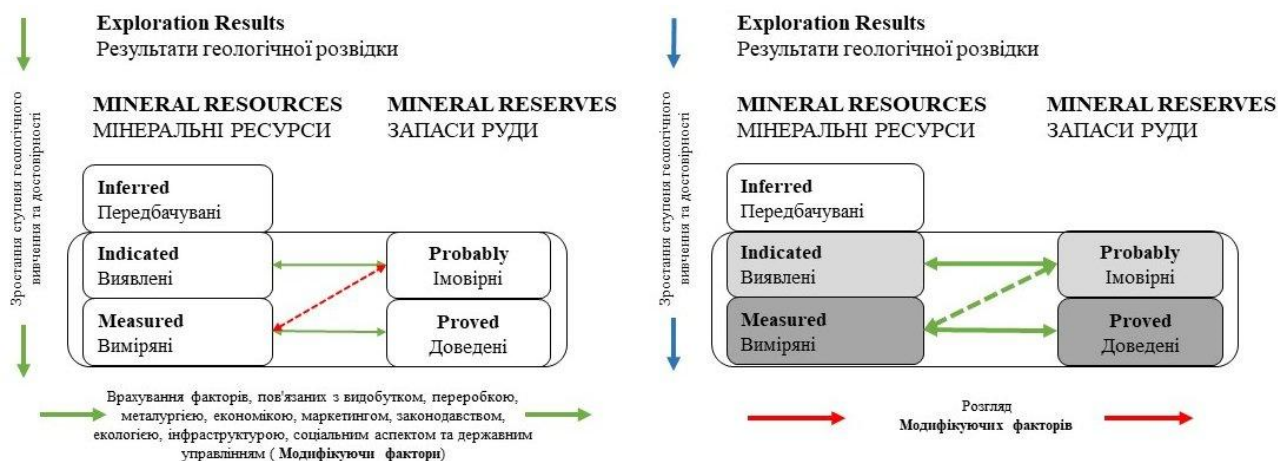 Exploration Results
Результати геологічної розвідки
Зростання ступеня геологічного
вивчення та достовірності
MINERAL RESOURCES
МІНЕРАЛЬНІ РЕСУРСИ
MINERAL RESERVES
ЗАПАСИ РУДИ
Inferred
Передбачувані
Indicated
Виявлені
Measured
Виміряні
Probably
Імовірні
Proved
Доведені
Врахування факторів, пов'язаних з видобутком, переробкою,
металургією, економікою, маркетингом, законодавством,
екологією, інфраструктурою, соціальним аспектом та державним
управлінням ( Модифікуючи фактори)
Exploration Results
Результати геологічної розвідки
Зростання ступеня геологічного
вивчення та достовірності
MINERAL RESOURCES
МІНЕРАЛЬНІ РЕСУРСИ
MINERAL RESERVES
ЗАПАСИ РУДИ
Inferred
Передбачувані
Indicated
Виявлені
Measured
Виміряні
Probably
Імовірні
Proved
Доведені
Розгляд
Модифікуючих факторів